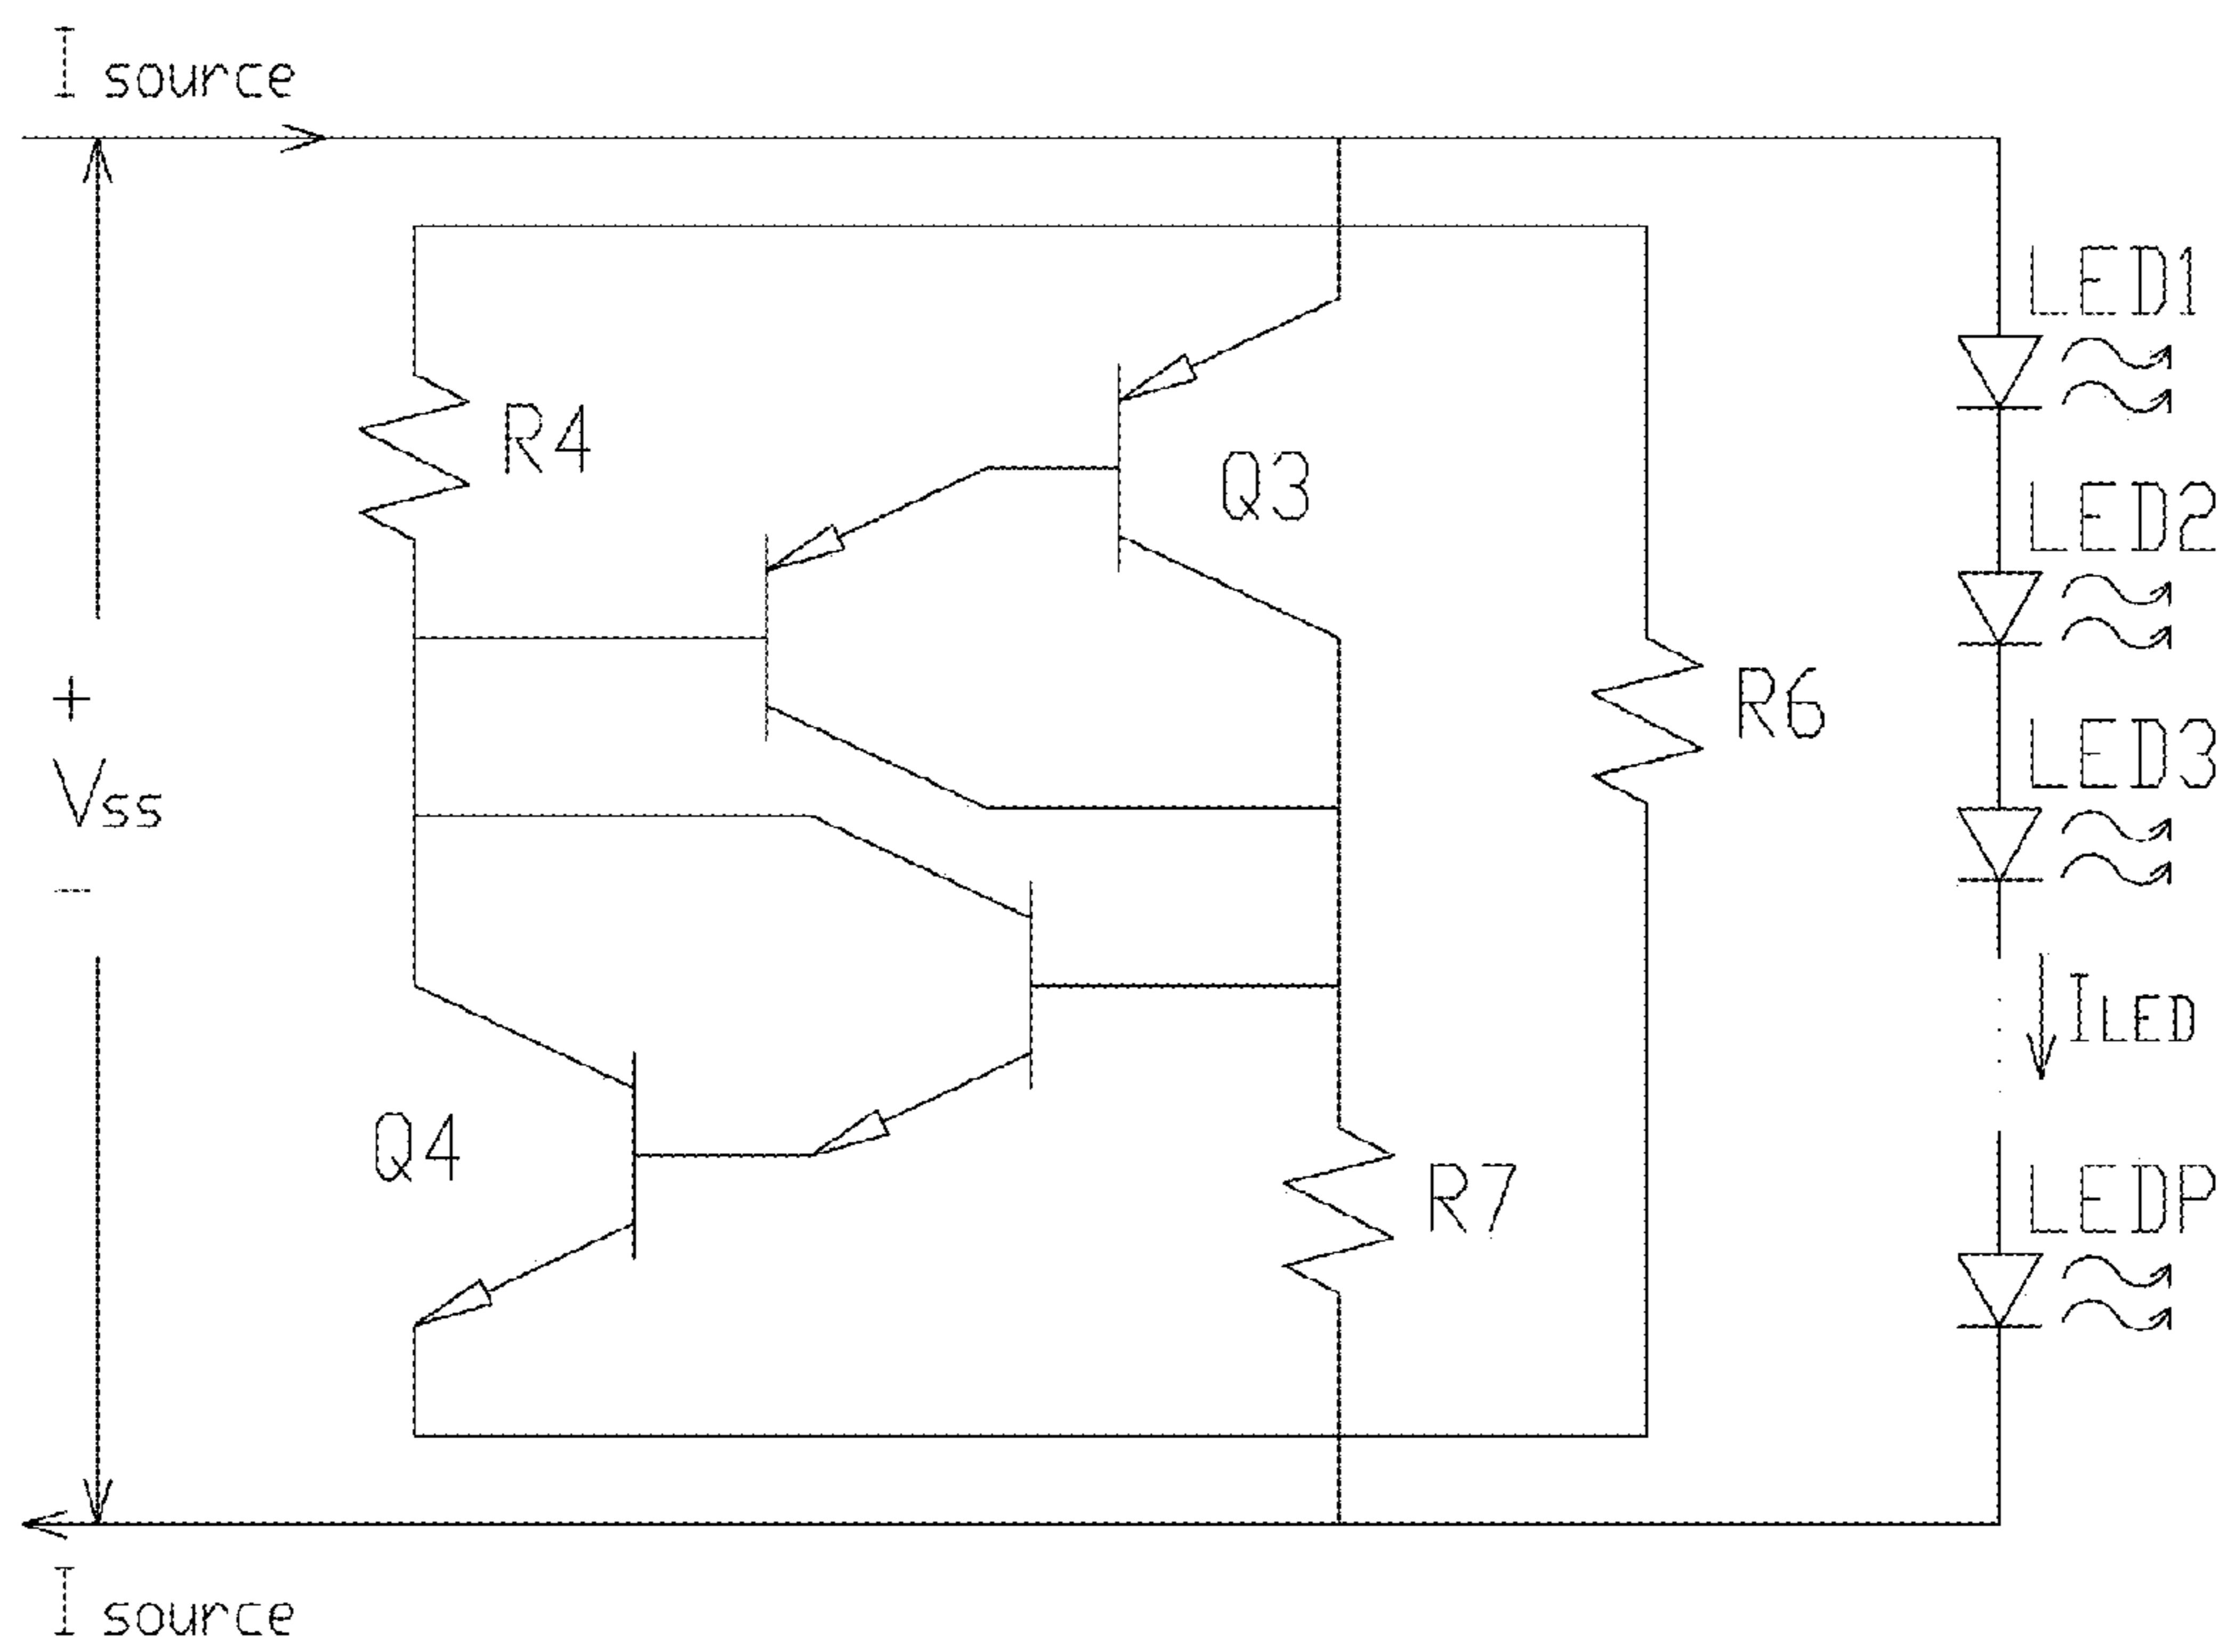 I source
LED1
R4
Q3
LED2
R6
+
LED3
Vss
-
ILED
Q4
R7
LEDP
I source